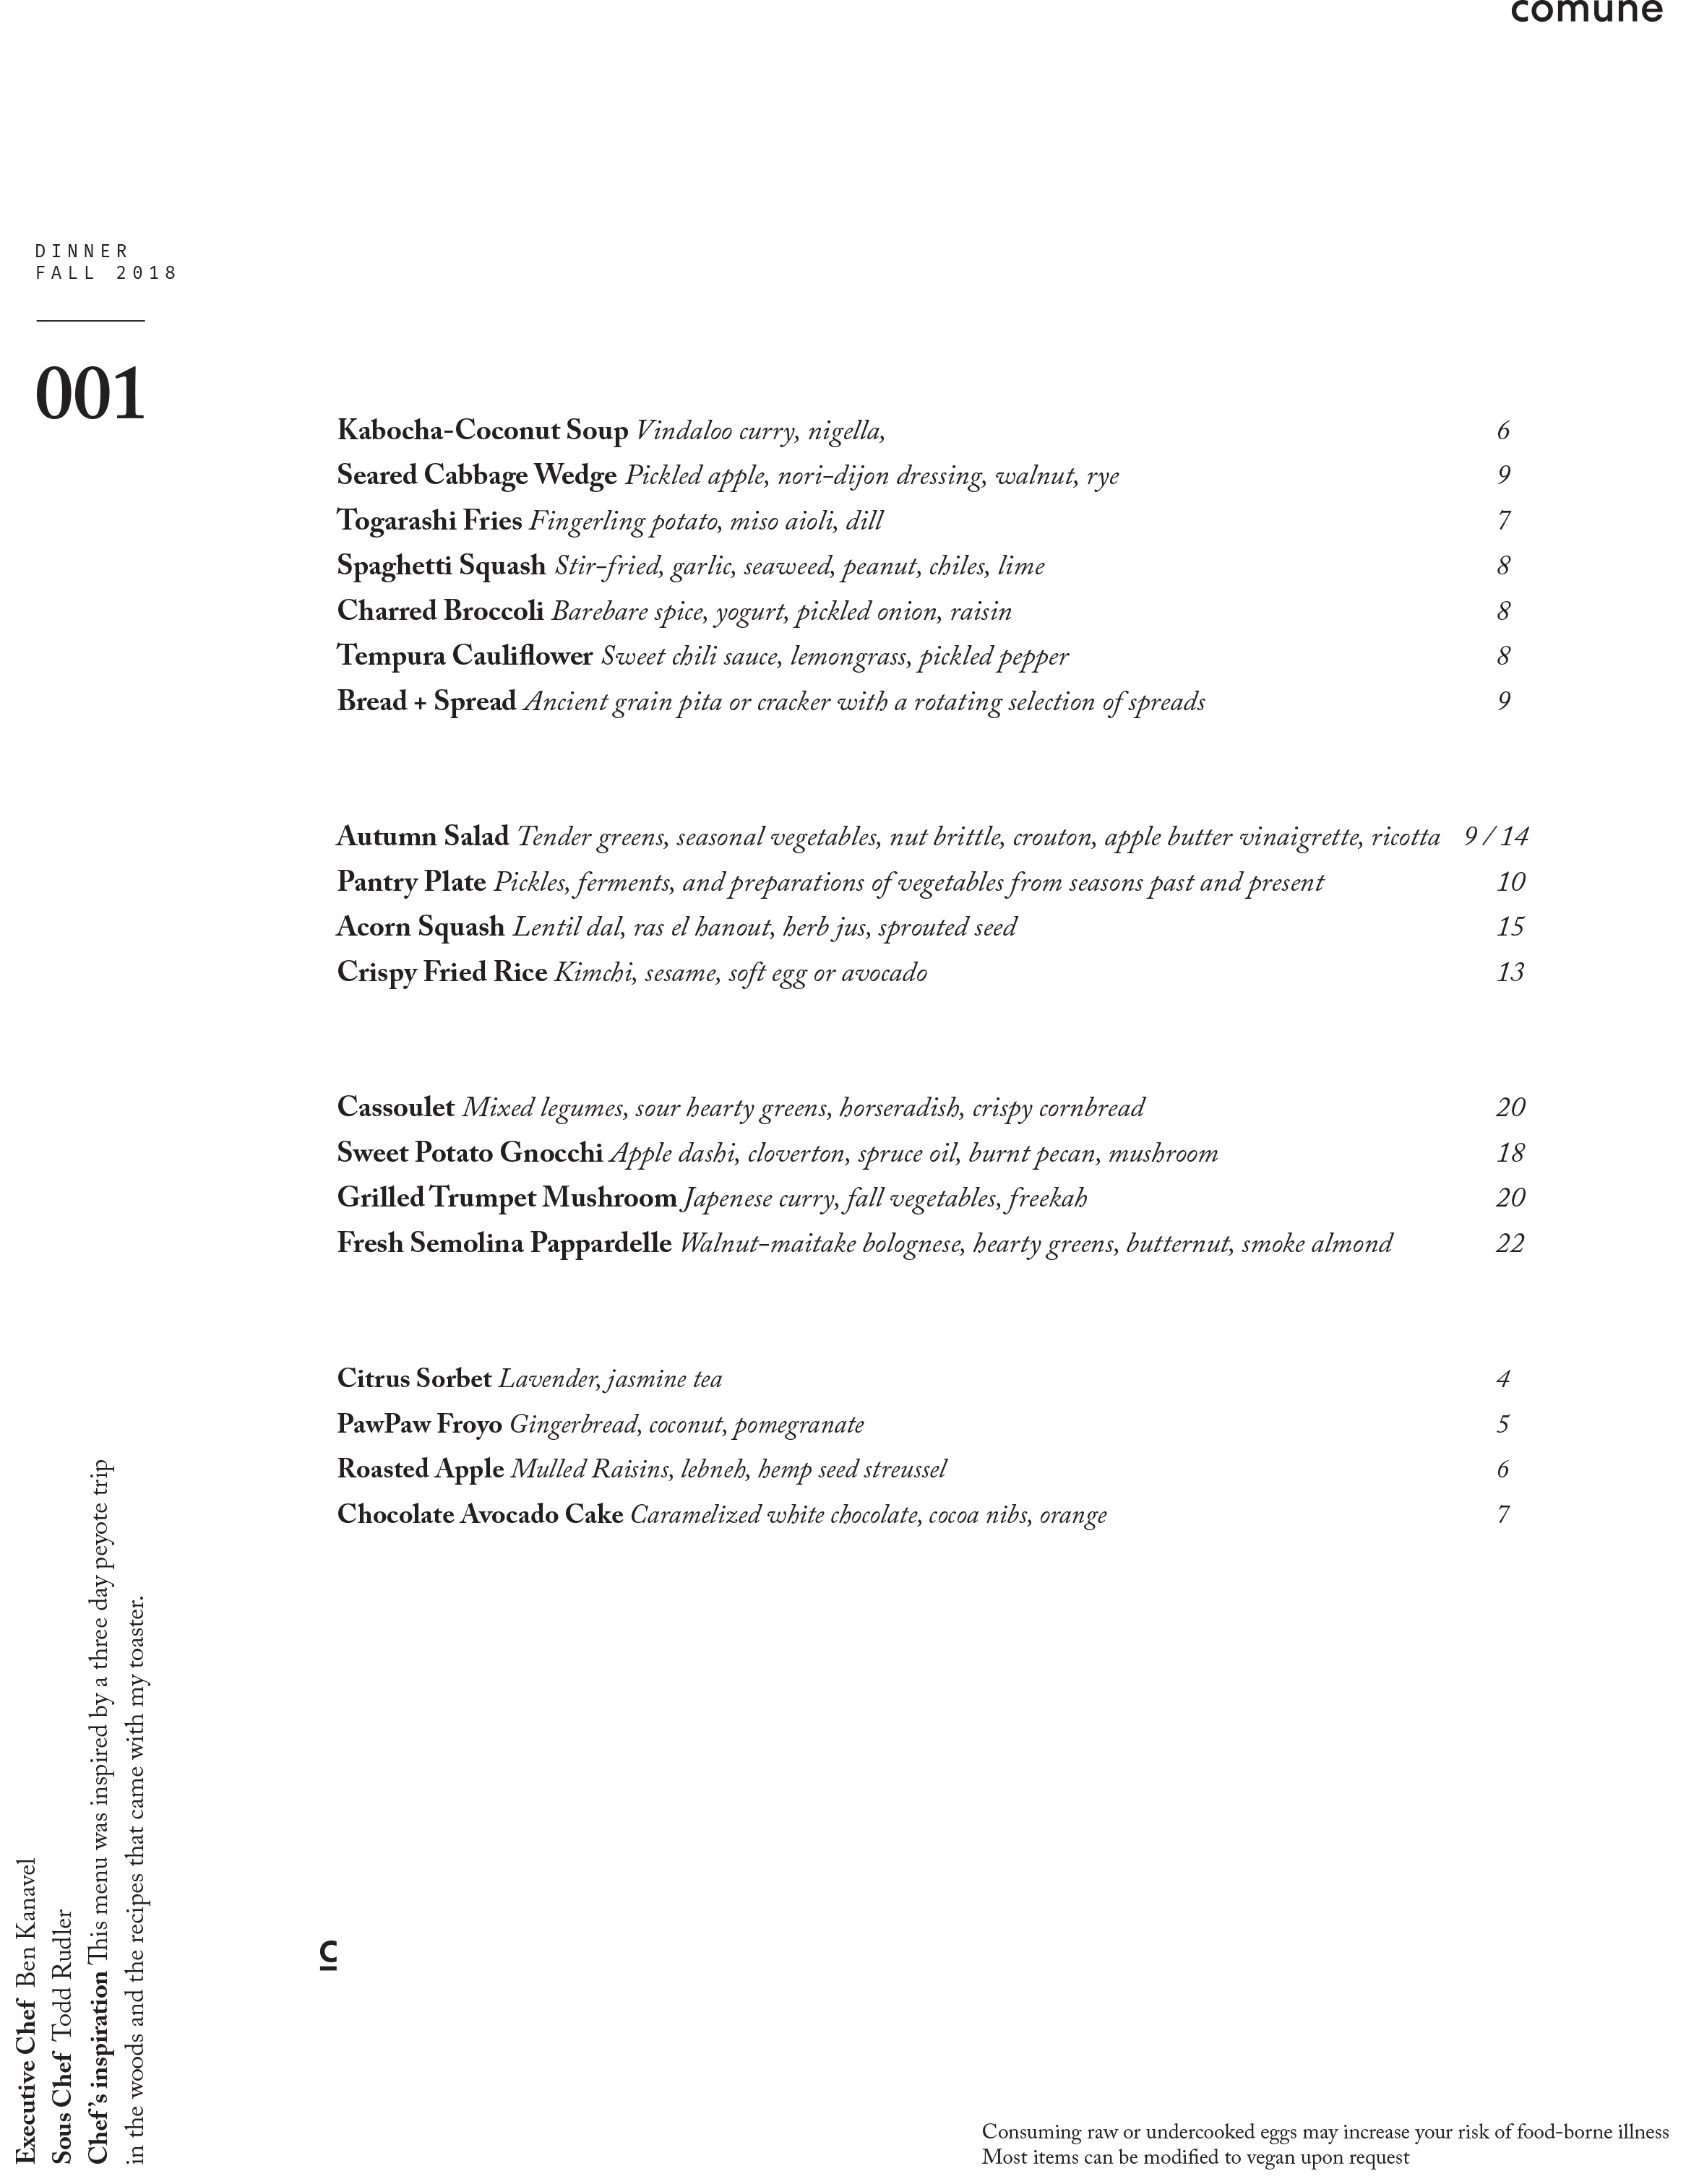 comune
DINNER
FALL 2018
001
Kabocha-Coconut Soup Vindaloo curry, nigella, 6
Seared Cabbage Wedge Pickled apple, nori-dijon dressing, walnut, rye 9
Togarashi Fries Fingerling potato, miso aioli, dill 7
Spaghetti Squash Stir-fried, garlic, seaweed, peanut, chiles, lime 8
Charred Broccoli Barebare spice, yogurt, pickled onion, raisin 8
Tempura Cauliflower Sweet chili sauce, lemongrass, pickled pepper 8
Bread + Spread Ancient grain pita or cracker with a rotating selection of spreads 9
Autumn Salad Tender greens, seasonal vegetables, nut brittle, crouton, apple butter vinaigrette, ricotta 9 / 14
Pantry Plate Pickles, ferments, and preparations of vegetables from seasons past and present 10
Acorn Squash Lentil dal, ras el hanout, herb jus, sprouted seed 15
Crispy Fried Rice Kimchi, sesame, soft egg or avocado 13
Cassoulet Mixed legumes, sour hearty greens, horseradish, crispy cornbread 20
Sweet Potato Gnocchi Apple dashi, cloverton, spruce oil, burnt pecan, mushroom 18
Grilled Trumpet Mushroom Japenese curry, fall vegetables, freekah 20
Fresh Semolina Pappardelle Walnut-maitake bolognese, hearty greens, butternut, smoke almond 22
Citrus Sorbet Lavender, jasmine tea 4
PawPaw Froyo Gingerbread, coconut, pomegranate 5
Roasted Apple Mulled Raisins, lebneh, hemp seed streussel 6
Chocolate Avocado Cake Caramelized white chocolate, cocoa nibs, orange 7
Executive Chef Ben Kanavel
Sous Chef Todd Rudler
Chef's inspiration This menu was inspired by a three day peyote trip
in the woods and the recipes that came with my toaster.
c
Consuming raw or undercooked eggs may increase your risk of food-borne illness
Most items can be modified to vegan upon request